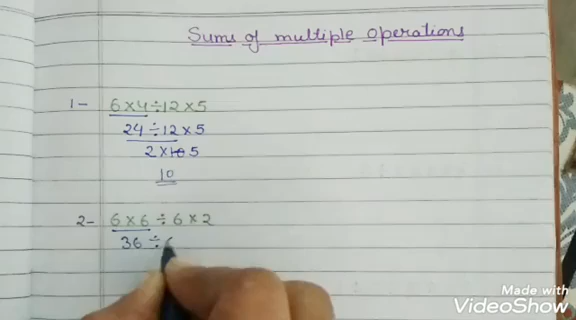 Sums of multiple operations
1- 6×4÷12×5
24÷12×5
2×10 5
10
2- 6×6÷6×2
36÷6
Made with
VideoShow